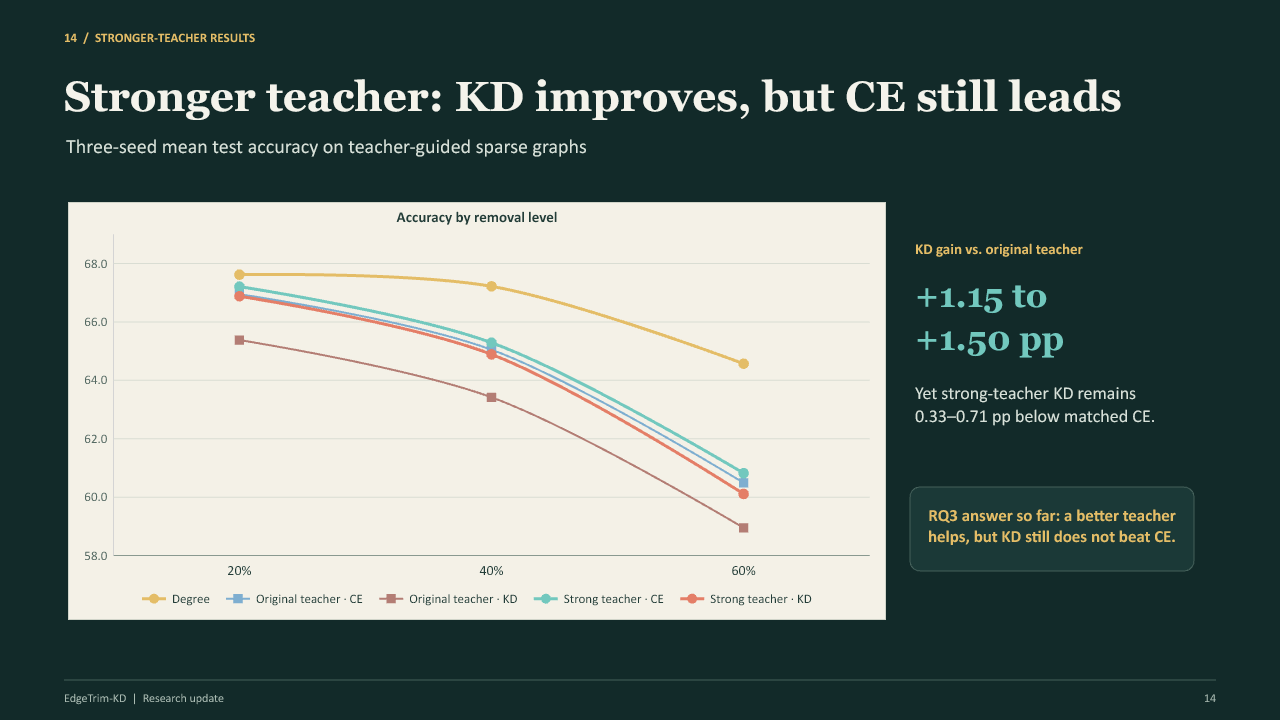 14 / STRONGER-TEACHER RESULTS
Stronger teacher: KD improves, but CE still leads
Three-seed mean test accuracy on teacher-guided sparse graphs
Accuracy by removal level
68.0
66.0
64.0
62.0
60.0
58.0
20% 40% 60%
Degree Original teacher · CE Original teacher · KD Strong teacher · CE Strong teacher · KD
KD gain vs. original teacher
+1.15 to
+1.50 pp
Yet strong-teacher KD remains
0.33–0.71 pp below matched CE.
RQ3 answer so far: a better teacher
helps, but KD still does not beat CE.
EdgeTrim-KD | Research update
14